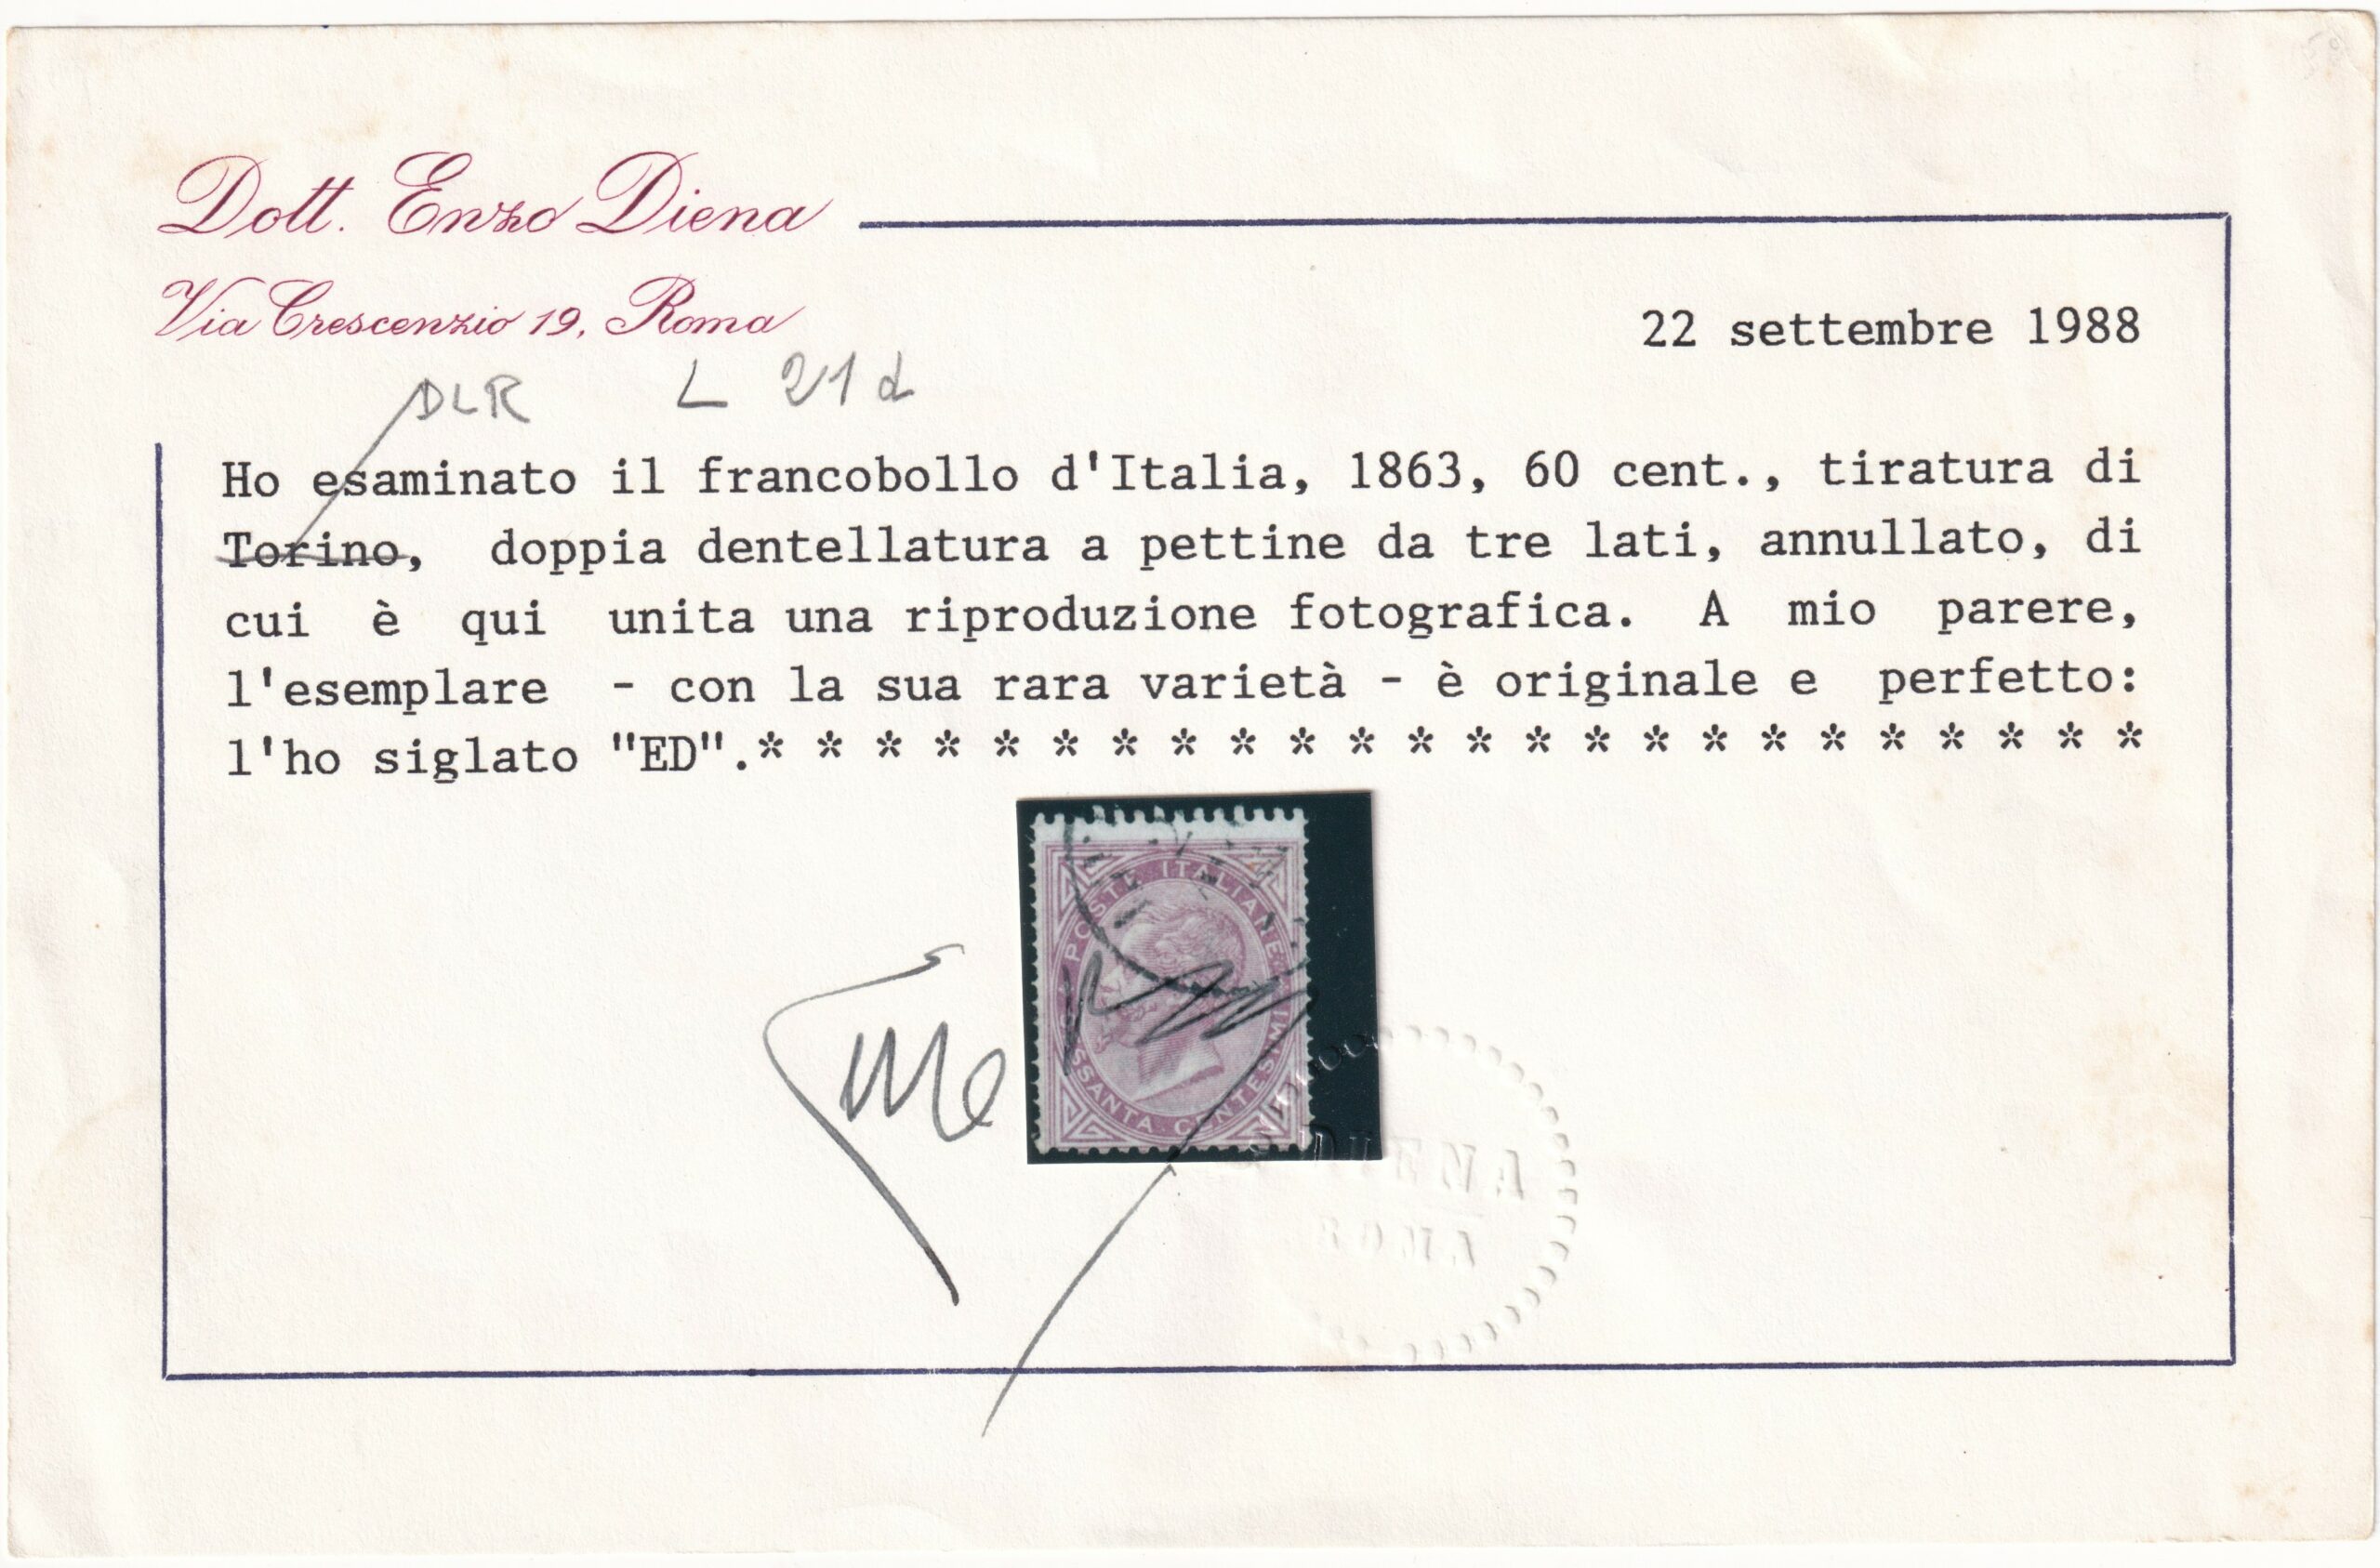 Dott. Enzo Diena
Via Crescenzio 19, Roma
22 settembre 1988
DLR L 21d
Ho esaminato il francobollo d'Italia, 1863, 60 cent., tiratura di
Torino, doppia dentellatura a pettine da tre lati, annullato, di
cui è qui unita una riproduzione fotografica. A mio parere,
l'esemplare - con la sua rara varietà - è originale e perfetto:
l'ho siglato "ED".* * * * * * * * * * * * * * * * * * * * * * * *
POSTE ITALIANE
SSANTA CENTESIMI
DIENA
ROMA